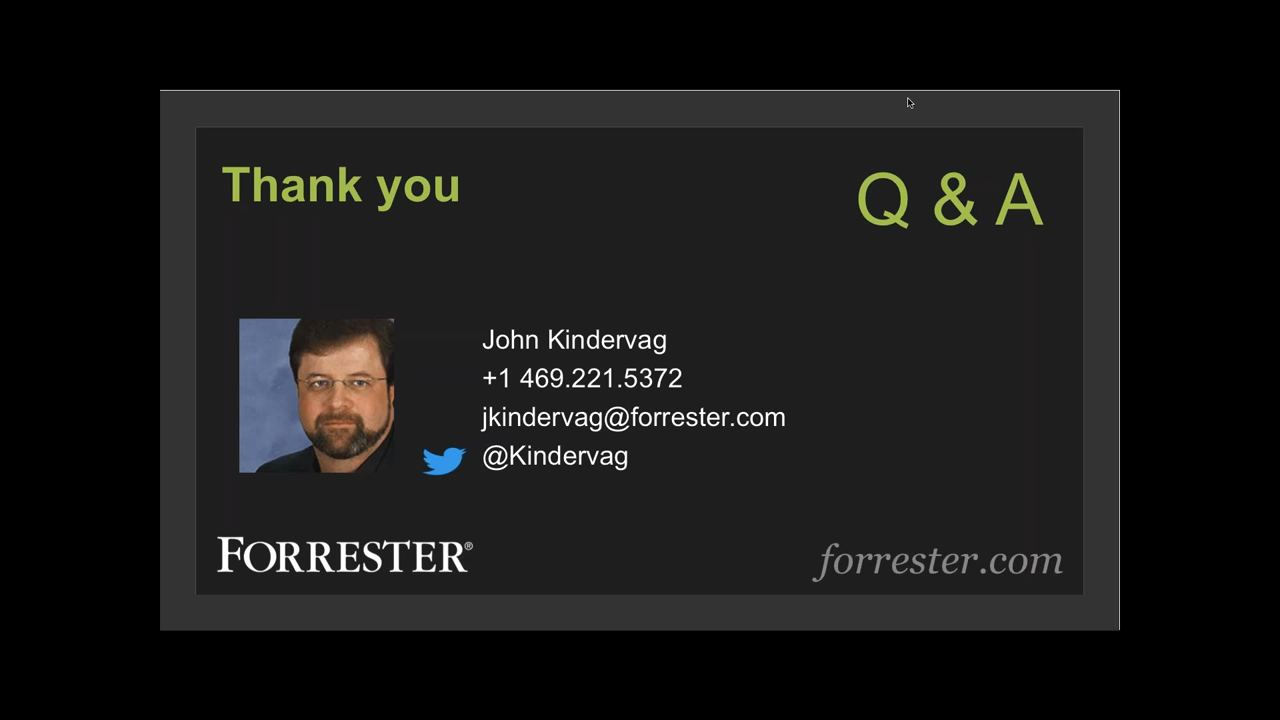 Thank you
Q & A
John Kindervag
+1 469.221.5372
jkindervag@forrester.com
@Kindervag
FORRESTER®
forrester.com